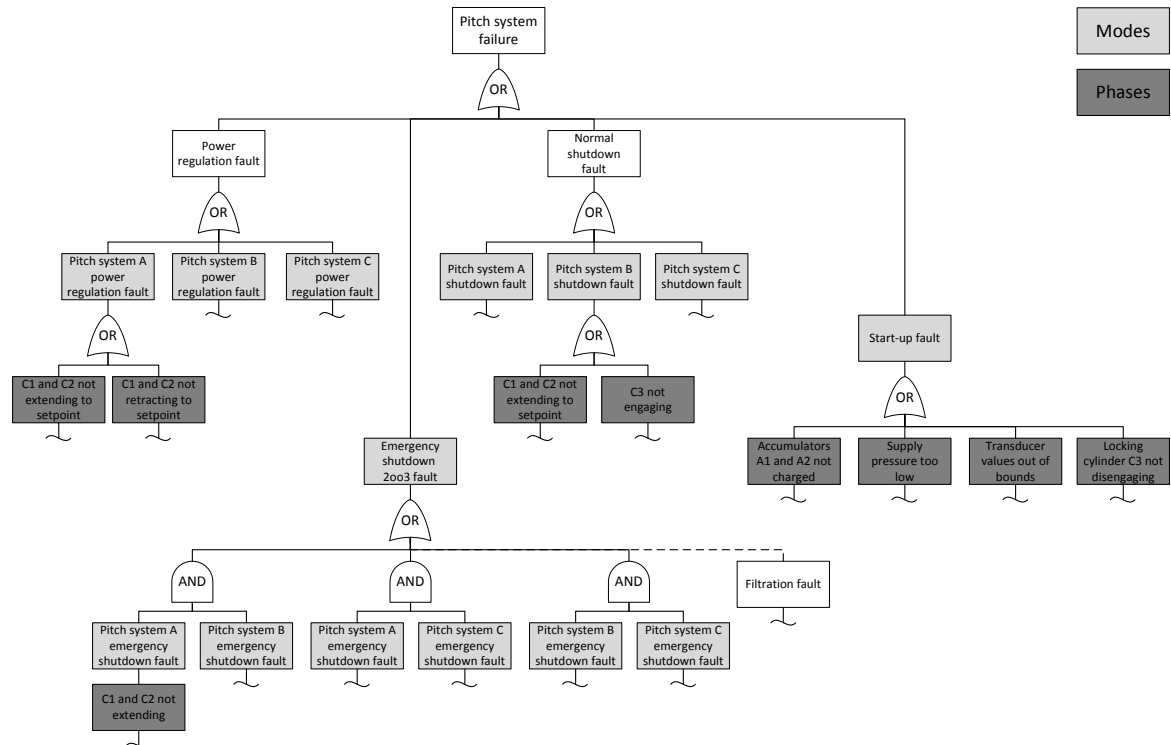 Pitch system
failure
Modes
Phases
OR
Power
regulation fault
Normal
shutdown
fault
OR
OR
Pitch system A
power
regulation fault
Pitch system B
power
regulation fault
Pitch system C
power
regulation fault
Pitch system A
shutdown fault
Pitch system B
shutdown fault
Pitch system C
shutdown fault
OR
OR
Start-up fault
C1 and C2 not
extending to
setpoint
C1 and C2 not
retracting to
setpoint
C1 and C2 not
extending to
setpoint
C3 not
engaging
OR
Emergency
shutdown
2oo3 fault
Accumulators
A1 and A2 not
charged
Supply
pressure too
low
Transducer
values out of
bounds
Locking
cylinder C3 not
disengaging
OR
AND
AND
AND
Filtration fault
Pitch system A
emergency
shutdown fault
Pitch system B
emergency
shutdown fault
Pitch system A
emergency
shutdown fault
Pitch system C
emergency
shutdown fault
Pitch system B
emergency
shutdown fault
Pitch system C
emergency
shutdown fault
C1 and C2 not
extending